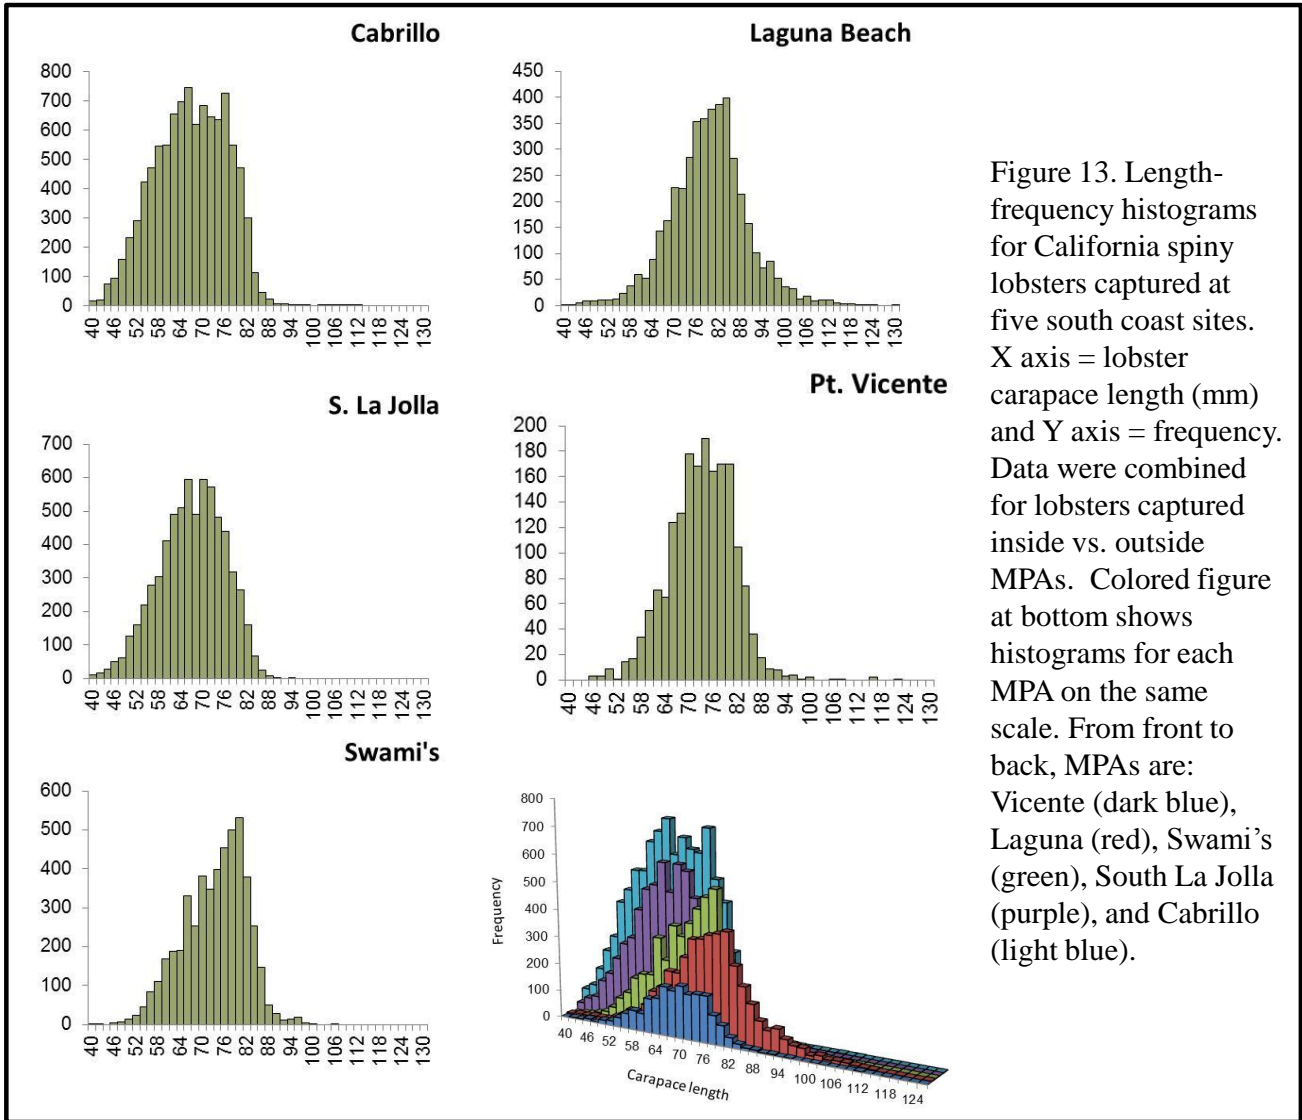 Cabrillo
800
700
600
500
400
300
200
100
0
40 46 52 58 64 70 76 82 88 94 100 106 112 118 124 130
Laguna Beach
450
400
350
300
250
200
150
100
50
0
40 46 52 58 64 70 76 82 88 94 100 106 112 118 124 130
S. La Jolla
700
600
500
400
300
200
100
0
40 46 52 58 64 70 76 82 88 94 100 106 112 118 124 130
Pt. Vicente
200
180
160
140
120
100
80
60
40
20
0
40 46 52 58 64 70 76 82 88 94 100 106 112 118 124 130
Swami's
600
500
400
300
200
100
0
40 46 52 58 64 70 76 82 88 94 100 106 112 118 124 130
800
700
600
500
400
300
200
100
0
Frequency
40 46 52 58 64 70 76 82 88 94 100 106 112 118 124
Carapace length
Figure 13. Length-
frequency histograms
for California spiny
lobsters captured at
five south coast sites.
X axis = lobster
carapace length (mm)
and Y axis = frequency.
Data were combined
for lobsters captured
inside vs. outside
MPAs. Colored figure
at bottom shows
histograms for each
MPA on the same
scale. From front to
back, MPAs are:
Vicente (dark blue),
Laguna (red), Swami’s
(green), South La Jolla
(purple), and Cabrillo
(light blue).